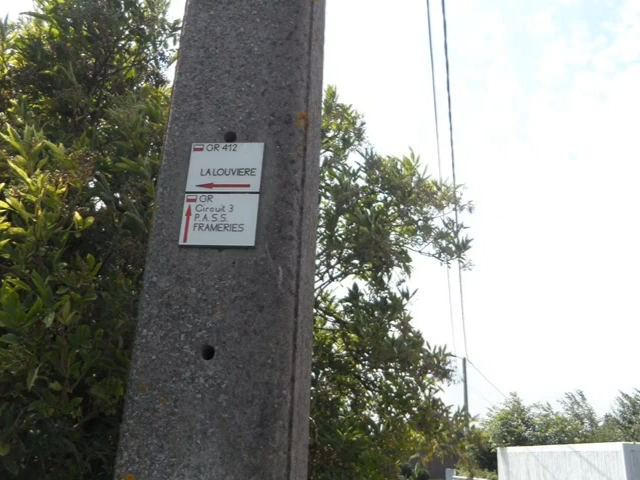 GR 412
LA LOUVIERE
GR
Circuit 3
P.A.S.S.
FRAMERIES